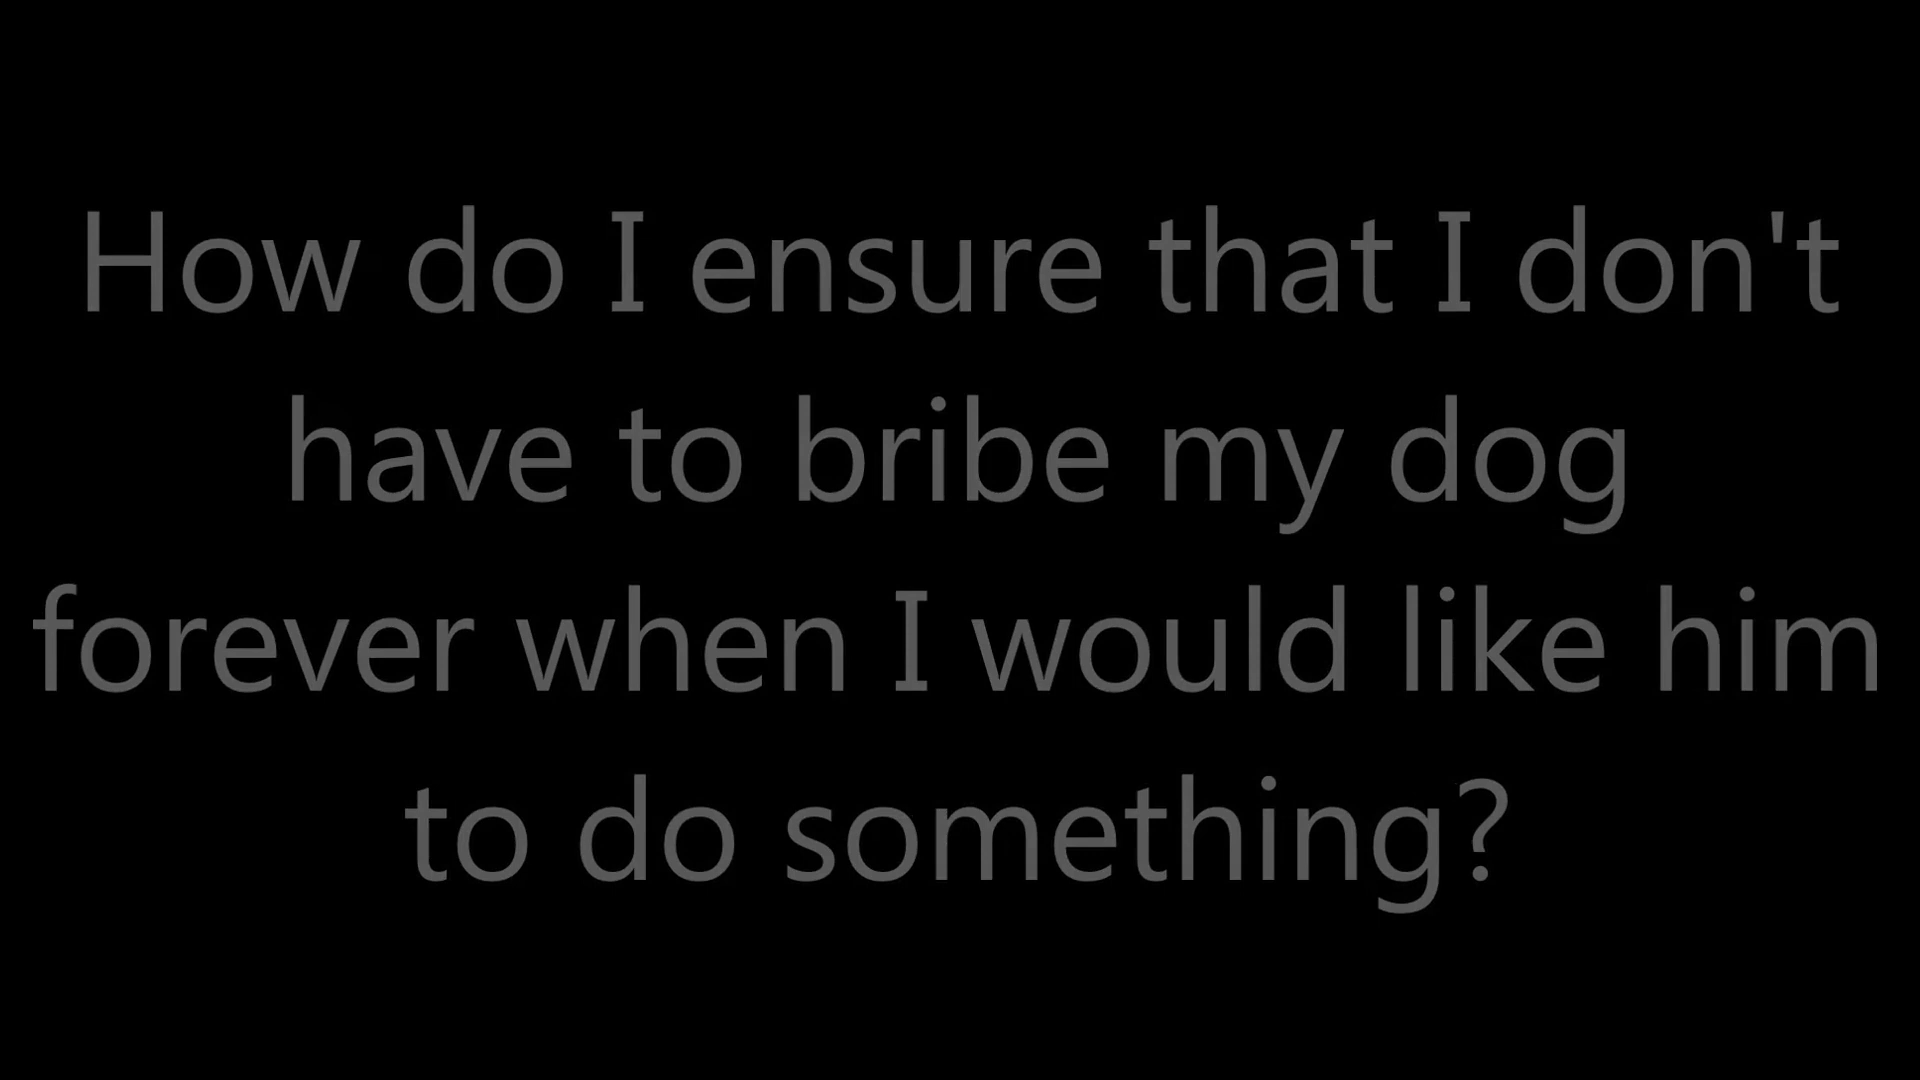 How do I ensure that I don't
have to bribe my dog
forever when I would like him
to do something?